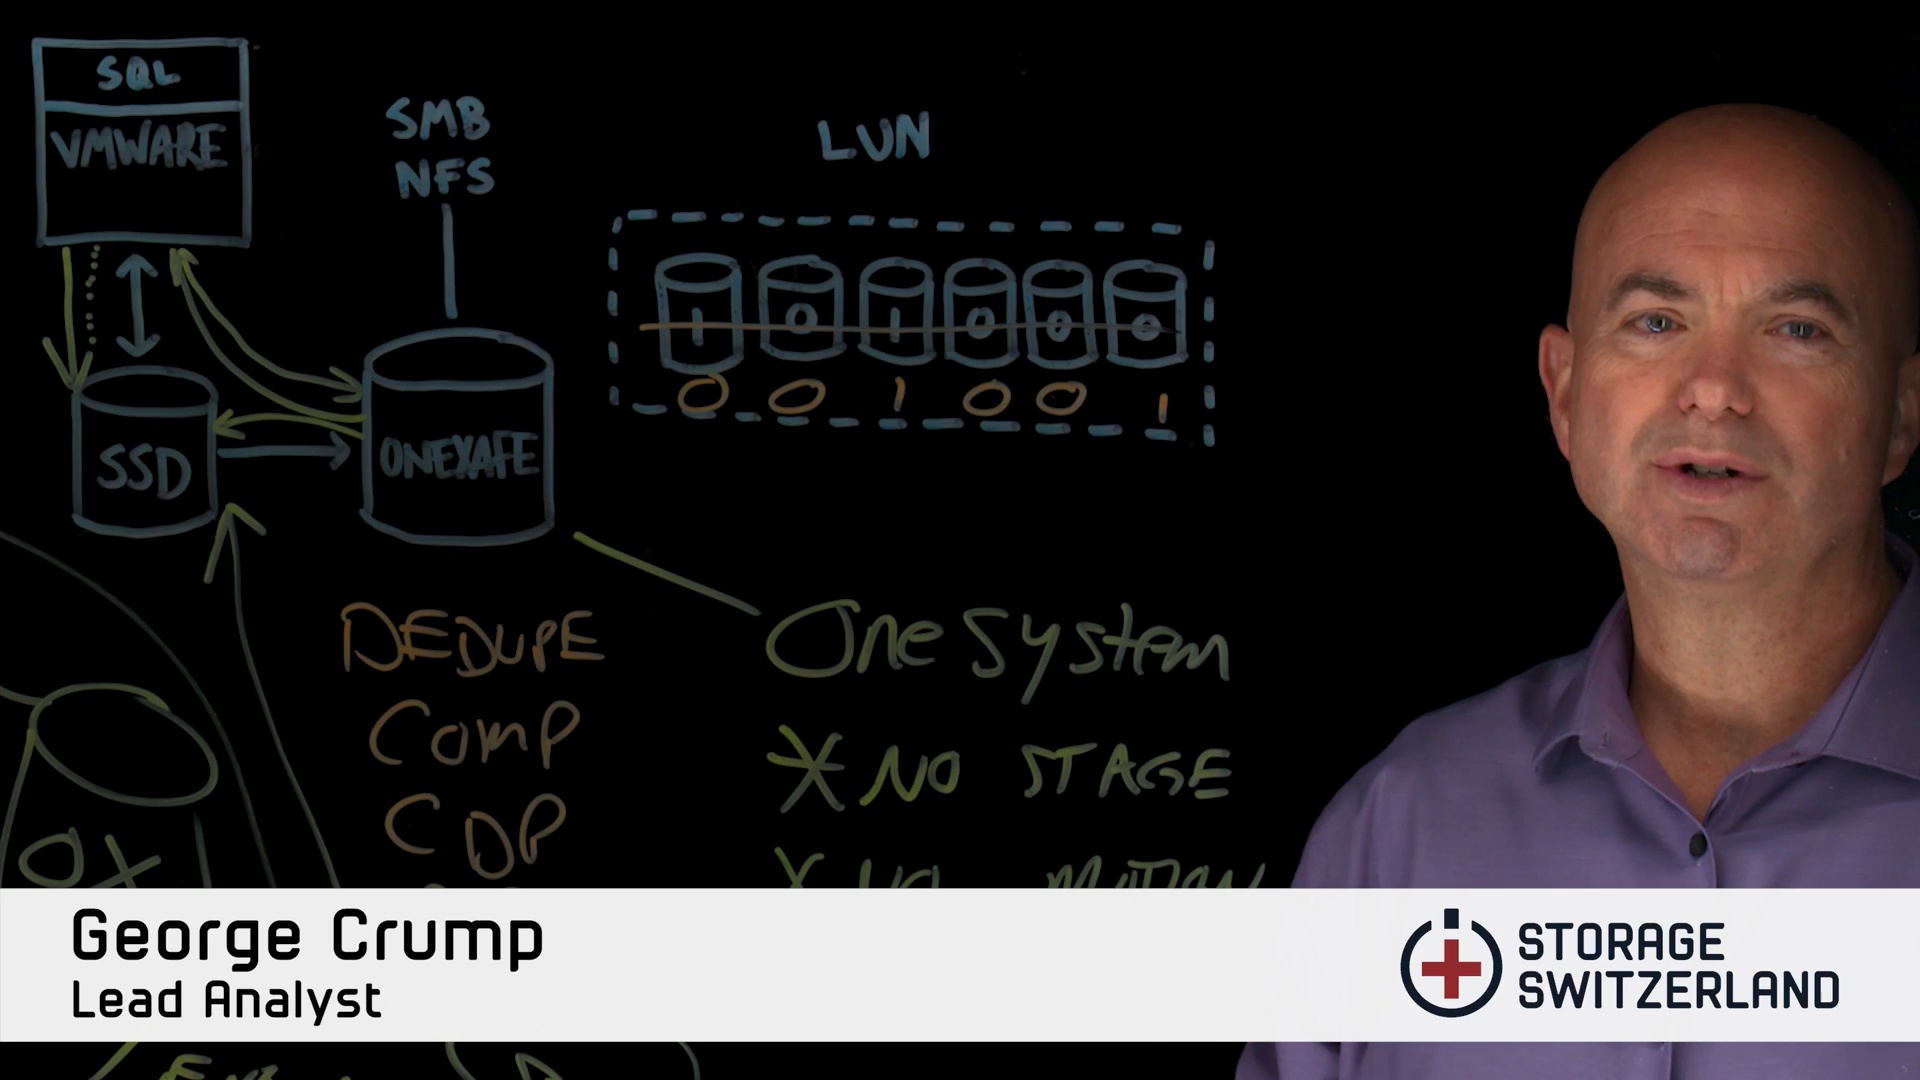 SQL
VMWARE
SMB
NFS
LUN
1 0 1 0 0 0
0 0 1 0 0 1
SSD
ONEXAFE
DEDUPE
COMP
CDP
One System
* NO STAGE
George Crump
Lead Analyst
STORAGE
SWITZERLAND